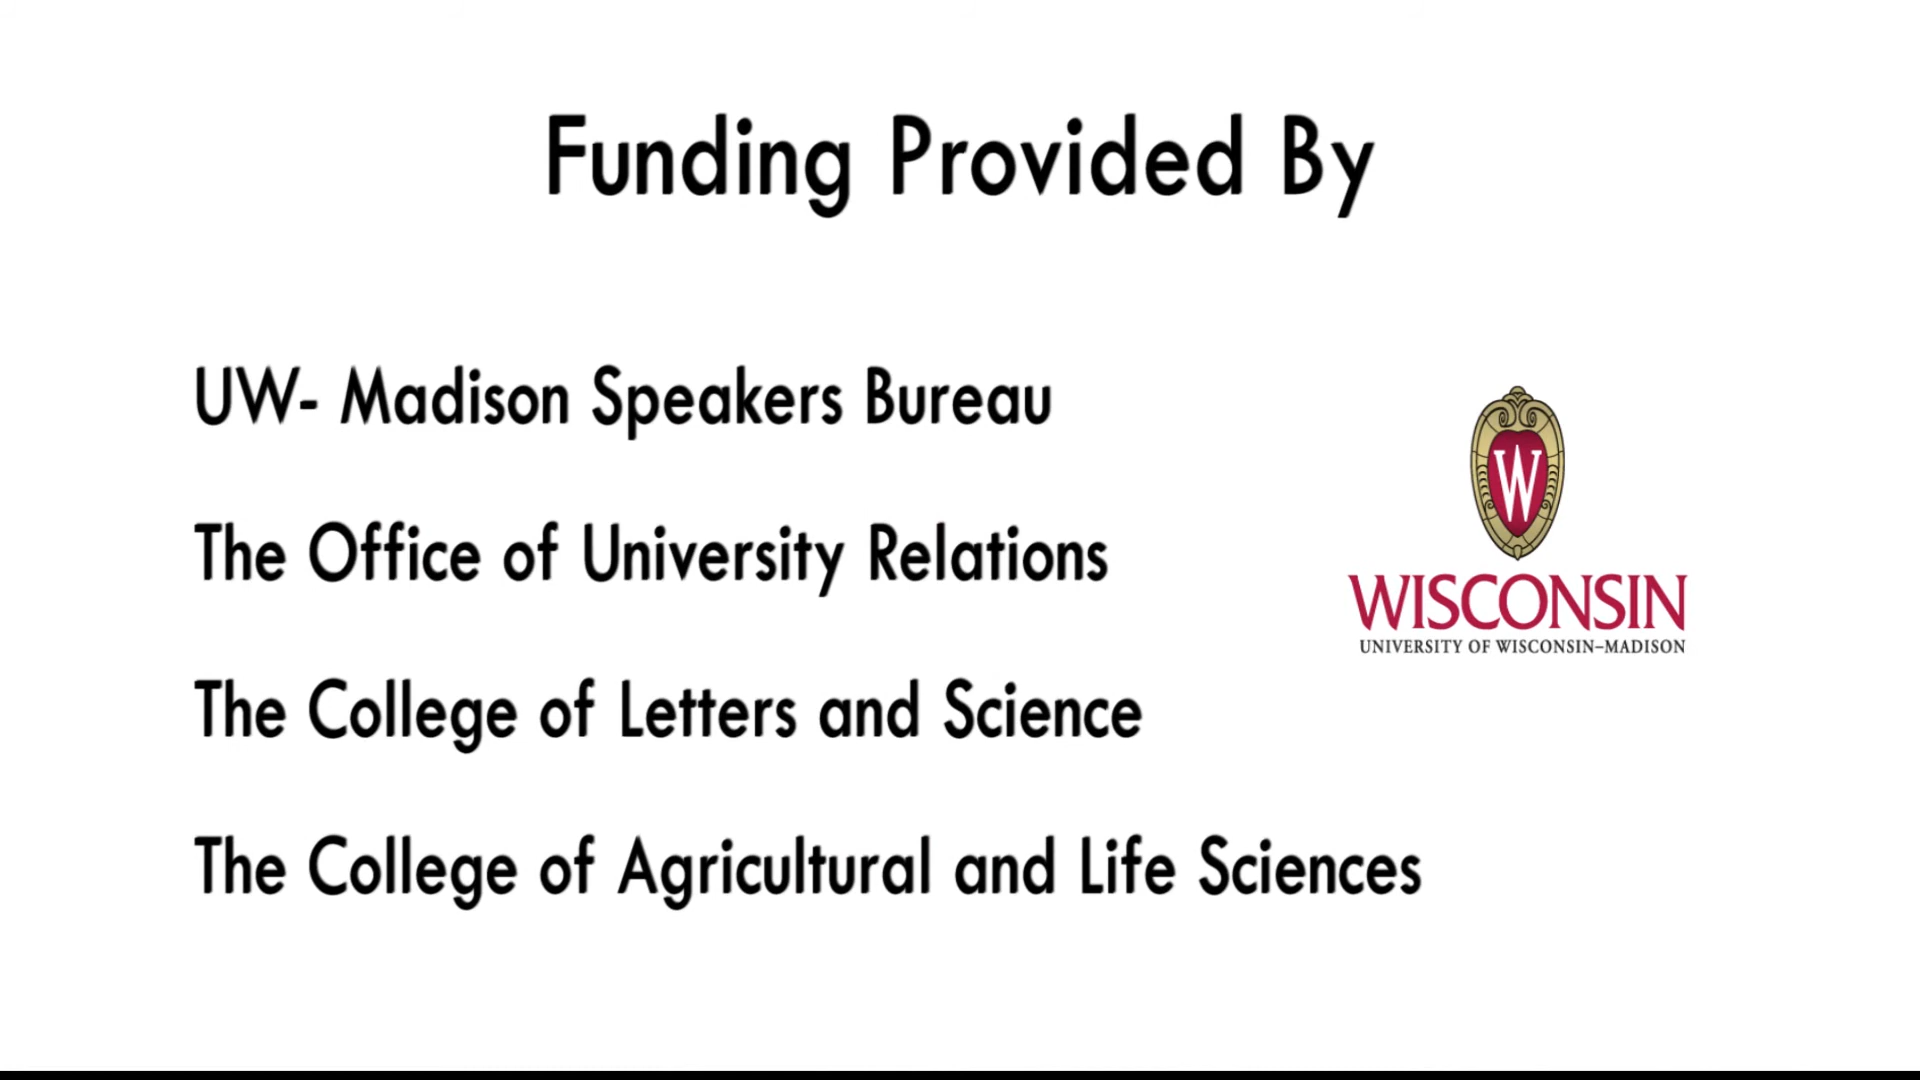 Funding Provided By
UW- Madison Speakers Bureau
The Office of University Relations
W
WISCONSIN
UNIVERSITY OF WISCONSIN–MADISON
The College of Letters and Science
The College of Agricultural and Life Sciences